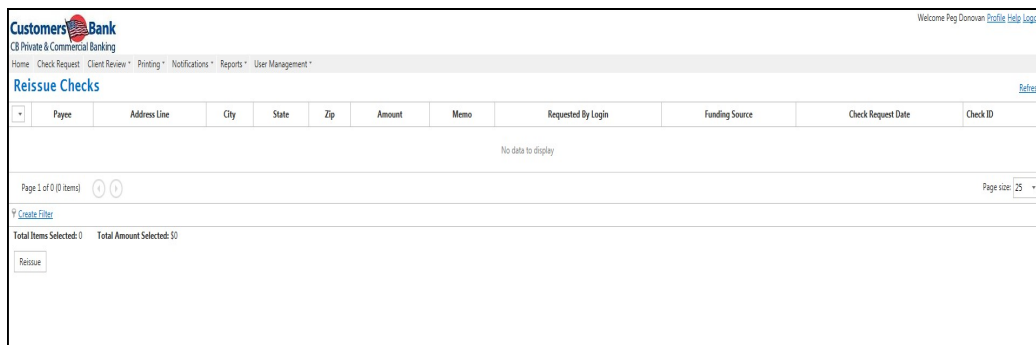 Welcome Peg Donovan Profile Help Logo
Customers Bank
CB Private & Commercial Banking
Home Check Request Client Review Printing Notifications Reports User Management
Reissue Checks
Refres
Payee Address Line City State Zip Amount Memo Requested By Login Funding Source Check Request Date Check ID
No data to display
Page 1 of 0 (0 items) Page size: 25
Create Filter
Total Items Selected: 0 Total Amount Selected: $0
Reissue